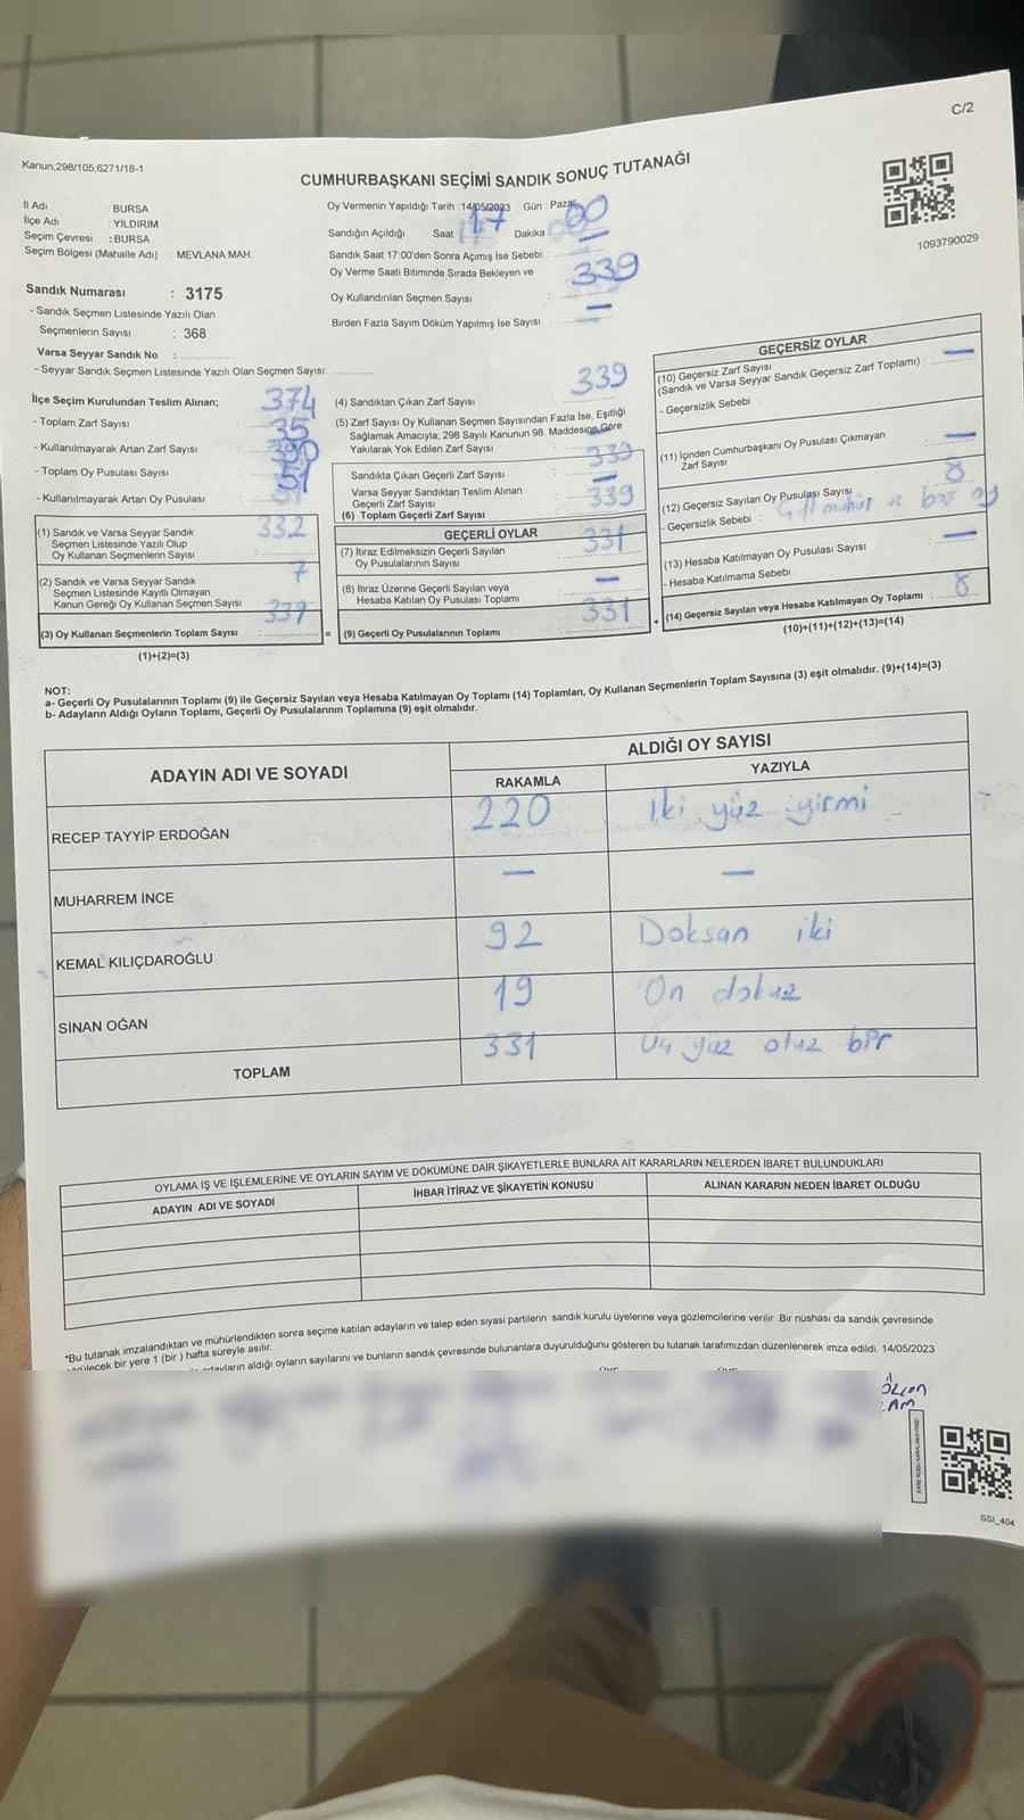 C/2
Kanun:298/105;6271/18-1
CUMHURBAŞKANI SEÇİMİ SANDIK SONUÇ TUTANAĞI
1093790029
İl Adı : BURSA
İlçe Adı : YILDIRIM
Seçim Çevresi : BURSA
Seçim Bölgesi (Mahalle Adı) MEVLANA MAH.
Sandık Numarası : 3175
- Sandık Seçmen Listesinde Yazılı Olan
Seçmenlerin Sayısı : 368
Varsa Seyyar Sandık No :
- Seyyar Sandık Seçmen Listesinde Yazılı Olan Seçmen Sayısı
Oy Vermenin Yapıldığı Tarih :14/05/2023 Gün : Pazar
Sandığın Açıldığı Saat 17 Dakika 00
Sandık Saat 17:00'den Sonra Açımış İse Sebebi —
Oy Verme Saati Bitiminde Sırada Bekleyen ve
Oy Kullandırılan Seçmen Sayısı 339
Birden Fazla Sayım Döküm Yapılmış İse Sayısı —
İlçe Seçim Kurulundan Teslim Alınan;
- Toplam Zarf Sayısı 374
- Kullanılmayarak Artan Zarf Sayısı 35
- Toplam Oy Pusulası Sayısı
- Kullanılmayarak Artan Oy Pusulası
(1) Sandık ve Varsa Seyyar Sandık
Seçmen Listesinde Yazılı Olup
Oy Kullanan Seçmenlerin Sayısı 332
(2) Sandık ve Varsa Seyyar Sandık
Seçmen Listesinde Kayıtlı Olmayan
Kanun Gereği Oy Kullanan Seçmen Sayısı 7
(3) Oy Kullanan Seçmenlerin Toplam Sayısı 339
(1)+(2)=(3)
(4) Sandıktan Çıkan Zarf Sayısı 339
(5) Zarf Sayısı Oy Kullanan Seçmen Sayısından Fazla İse, Eşitliği
Sağlamak Amacıyla; 298 Sayılı Kanunun 98. Maddesine Göre
Yakılarak Yok Edilen Zarf Sayısı —
Sandıkta Çıkan Geçerli Zarf Sayısı 339
Varsa Seyyar Sandıktan Teslim Alınan
Geçerli Zarf Sayısı —
(6) Toplam Geçerli Zarf Sayısı 339
GEÇERLİ OYLAR
(7) İtiraz Edilmeksizin Geçerli Sayılan
Oy Pusulalarının Sayısı 331
(8) İtiraz Üzerine Geçerli Sayılan veya
Hesaba Katılan Oy Pusulası Toplamı —
= (9) Geçerli Oy Pusulalarının Toplamı 331
GEÇERSİZ OYLAR
(10) Geçersiz Zarf Sayısı —
(Sandık ve Varsa Seyyar Sandık Geçersiz Zarf Toplamı)
- Geçersizlik Sebebi
(11) İçinden Cumhurbaşkanı Oy Pusulası Çıkmayan
Zarf Sayısı —
(12) Geçersiz Sayılan Oy Pusulası Sayısı 8
- Geçersizlik Sebebi : mühür oy
(13) Hesaba Katılmayan Oy Pusulası Sayısı —
- Hesaba Katılmama Sebebi
+ (14) Geçersiz Sayılan veya Hesaba Katılmayan Oy Toplamı : 8
(10)+(11)+(12)+(13)=(14)
NOT:
a- Geçerli Oy Pusulalarının Toplamı (9) ile Geçersiz Sayılan veya Hesaba Katılmayan Oy Toplamı (14) Toplamları, Oy Kullanan Seçmenlerin Toplam Sayısına (3) eşit olmalıdır. (9)+(14)=(3)
b- Adayların Aldığı Oyların Toplamı, Geçerli Oy Pusulalarının Toplamına (9) eşit olmalıdır.
ADAYIN ADI VE SOYADI ALDIĞI OY SAYISI
RAKAMLA YAZIYLA
RECEP TAYYİP ERDOĞAN 220 iki yüz yirmi
MUHARREM İNCE — —
KEMAL KILIÇDAROĞLU 92 Doksan iki
SİNAN OĞAN 19 On dokuz
TOPLAM 331 Üç yüz otuz bir
OYLAMA İŞ VE İŞLEMLERİNE VE OYLARIN SAYIM VE DÖKÜMÜNE DAİR ŞİKAYETLERLE BUNLARA AİT KARARLARIN NELERDEN İBARET BULUNDUKLARI
ADAYIN ADI VE SOYADI İHBAR İTİRAZ VE ŞİKAYETİN KONUSU ALINAN KARARIN NEDEN İBARET OLDUĞU
*Bu tutanak imzalandıktan ve mühürlendikten sonra seçime katılan adayların ve talep eden siyasi partilerin sandık kurulu üyelerine veya gözlemcilerine verilir. Bir nüshası da sandık çevresinde
bir yere 1 (bir ) hafta süreyle asılır.
aldığı oyların sayılarını ve bunların sandık çevresinde bulunanlara duyurulduğunu gösteren bu tutanak tarafımızdan düzenlenerek imza edildi. 14/05/2023
SSI_404